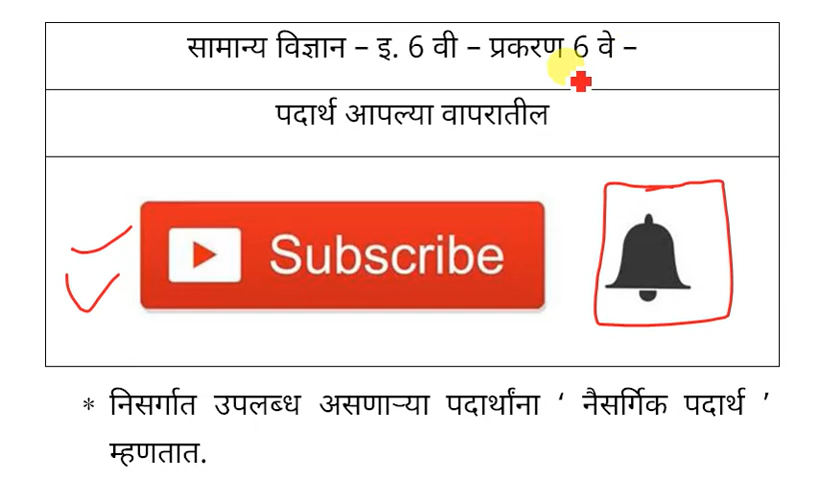 सामान्य विज्ञान – इ. 6 वी – प्रकरण 6 वे –
पदार्थ आपल्या वापरातील
Subscribe
* निसर्गात उपलब्ध असणाऱ्या पदार्थांना ‘ नैसर्गिक पदार्थ ’
म्हणतात.